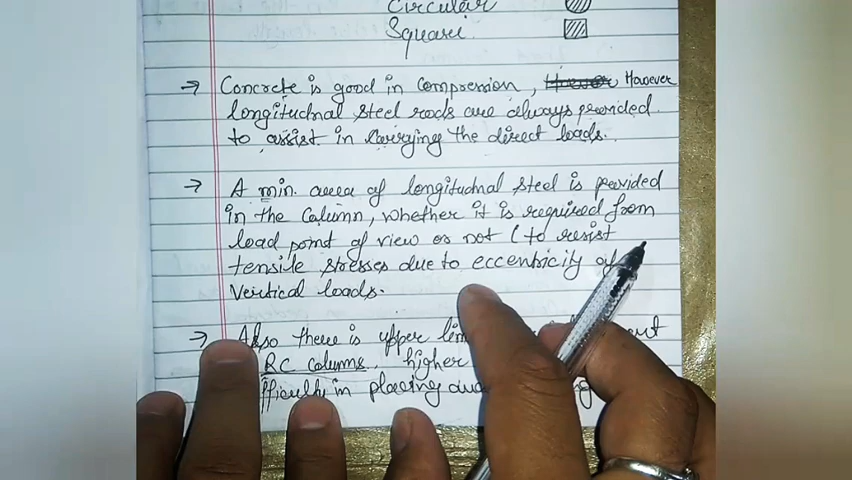 Circular
Square
→ Concrete is good in compression, However
longitudnal steel rods are always provided
to assist in carrying the direct loads.
→ A min. area of longitudnal steel is provided
in the column, whether it is required from
load point of view or not (to resist
tensile stresses due to eccentricity of
vertical loads.
→ Also there is upper
RC columns. higher
in placing